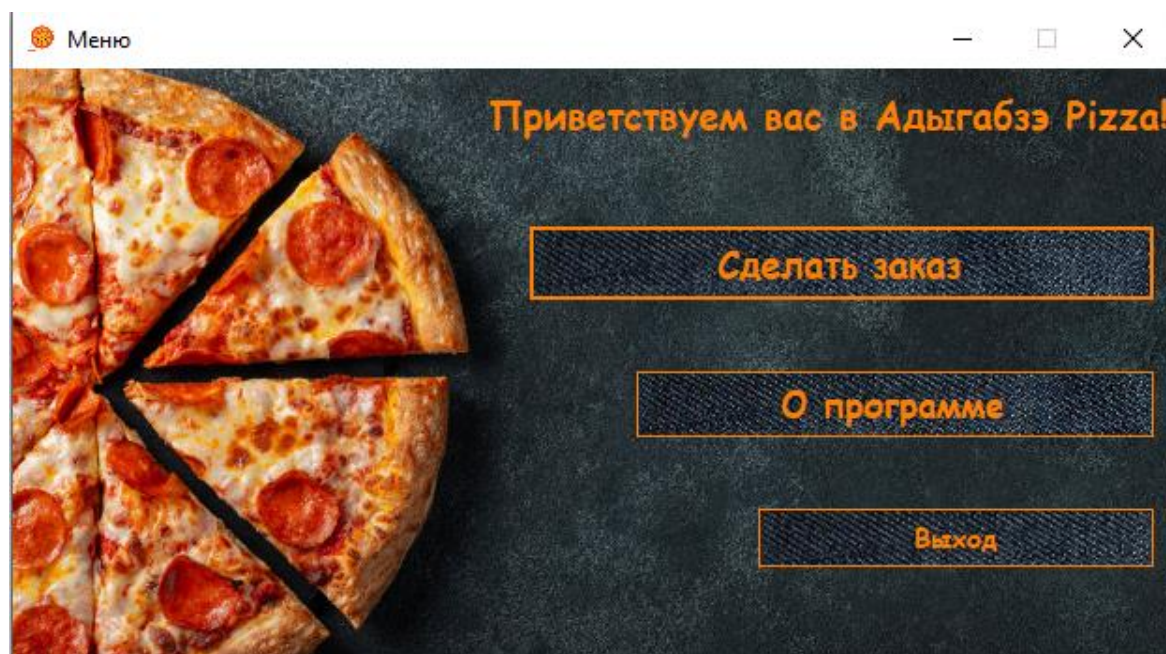 Меню
Приветствуем вас в Адыгабзэ Pizza!
Сделать заказ
О программе
Выход